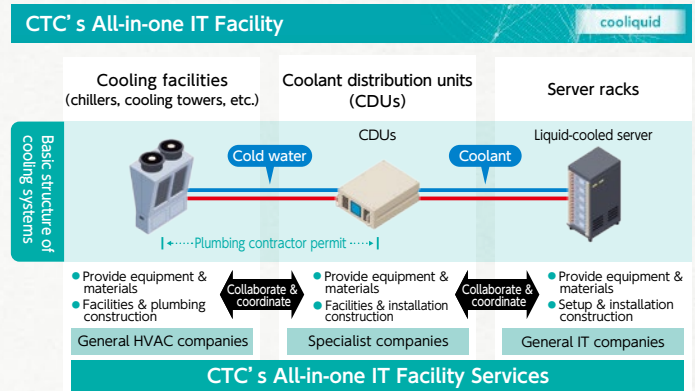 CTC's All-in-one IT Facility
cooliquid
Cooling facilities
(chillers, cooling towers, etc.)
Coolant distribution units
(CDUs)
Server racks
Basic structure of
cooling systems
Cold water
CDUs
Coolant
Liquid-cooled server
Plumbing contractor permit
●Provide equipment &
materials
●Facilities & plumbing
construction
Collaborate &
coordinate
●Provide equipment &
materials
●Facilities & installation
construction
Collaborate &
coordinate
●Provide equipment &
materials
●Setup & installation
construction
General HVAC companies
Specialist companies
General IT companies
CTC's All-in-one IT Facility Services